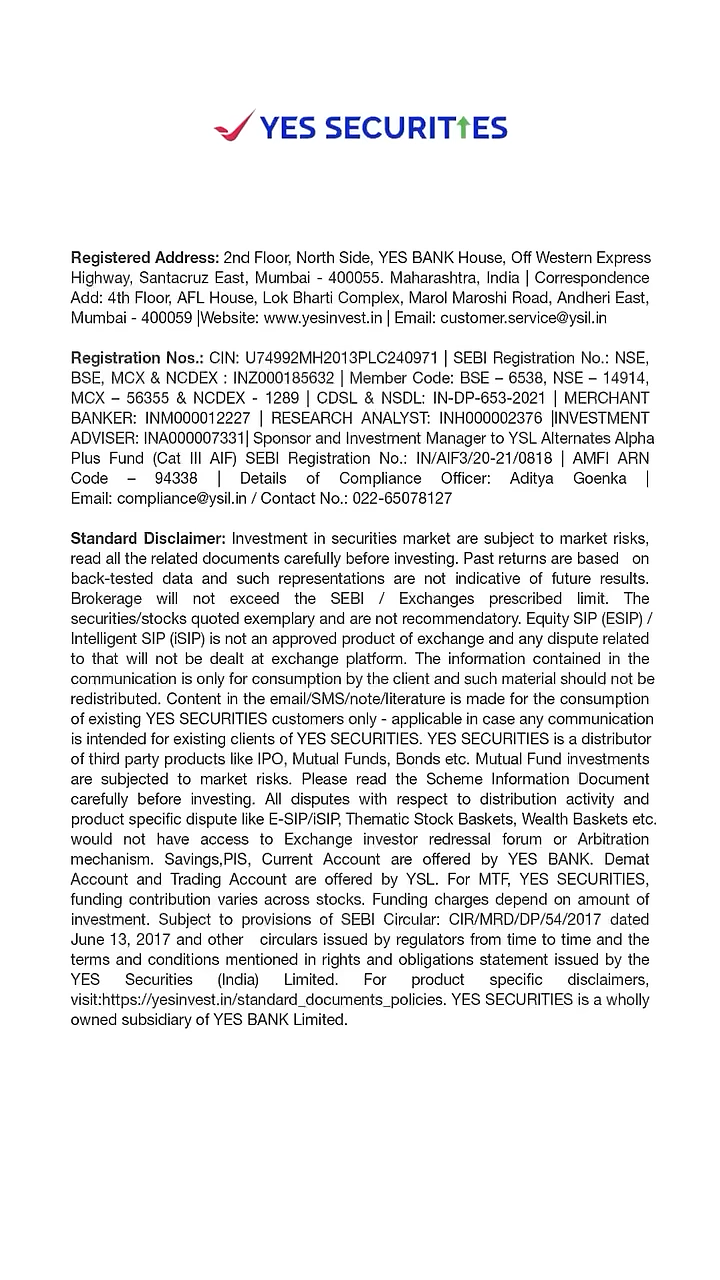 YES SECURITIES
Registered Address: 2nd Floor, North Side, YES BANK House, Off Western Express
Highway, Santacruz East, Mumbai - 400055. Maharashtra, India | Correspondence
Add: 4th Floor, AFL House, Lok Bharti Complex, Marol Maroshi Road, Andheri East,
Mumbai - 400059 |Website: www.yesinvest.in | Email: customer.service@ysil.in
Registration Nos.: CIN: U74992MH2013PLC240971 | SEBI Registration No.: NSE,
BSE, MCX & NCDEX : INZ000185632 | Member Code: BSE – 6538, NSE – 14914,
MCX – 56355 & NCDEX - 1289 | CDSL & NSDL: IN-DP-653-2021 | MERCHANT
BANKER: INM000012227 | RESEARCH ANALYST: INH000002376 |INVESTMENT
ADVISER: INA000007331| Sponsor and Investment Manager to YSL Alternates Alpha
Plus Fund (Cat III AIF) SEBI Registration No.: IN/AIF3/20-21/0818 | AMFI ARN
Code – 94338 | Details of Compliance Officer: Aditya Goenka |
Email: compliance@ysil.in / Contact No.: 022-65078127
Standard Disclaimer: Investment in securities market are subject to market risks,
read all the related documents carefully before investing. Past returns are based on
back-tested data and such representations are not indicative of future results.
Brokerage will not exceed the SEBI / Exchanges prescribed limit. The
securities/stocks quoted exemplary and are not recommendatory. Equity SIP (ESIP) /
Intelligent SIP (iSIP) is not an approved product of exchange and any dispute related
to that will not be dealt at exchange platform. The information contained in the
communication is only for consumption by the client and such material should not be
redistributed. Content in the email/SMS/note/literature is made for the consumption
of existing YES SECURITIES customers only - applicable in case any communication
is intended for existing clients of YES SECURITIES. YES SECURITIES is a distributor
of third party products like IPO, Mutual Funds, Bonds etc. Mutual Fund investments
are subjected to market risks. Please read the Scheme Information Document
carefully before investing. All disputes with respect to distribution activity and
product specific dispute like E-SIP/iSIP, Thematic Stock Baskets, Wealth Baskets etc.
would not have access to Exchange investor redressal forum or Arbitration
mechanism. Savings,PIS, Current Account are offered by YES BANK. Demat
Account and Trading Account are offered by YSL. For MTF, YES SECURITIES,
funding contribution varies across stocks. Funding charges depend on amount of
investment. Subject to provisions of SEBI Circular: CIR/MRD/DP/54/2017 dated
June 13, 2017 and other circulars issued by regulators from time to time and the
terms and conditions mentioned in rights and obligations statement issued by the
YES Securities (India) Limited. For product specific disclaimers,
visit:https://yesinvest.in/standard_documents_policies. YES SECURITIES is a wholly
owned subsidiary of YES BANK Limited.